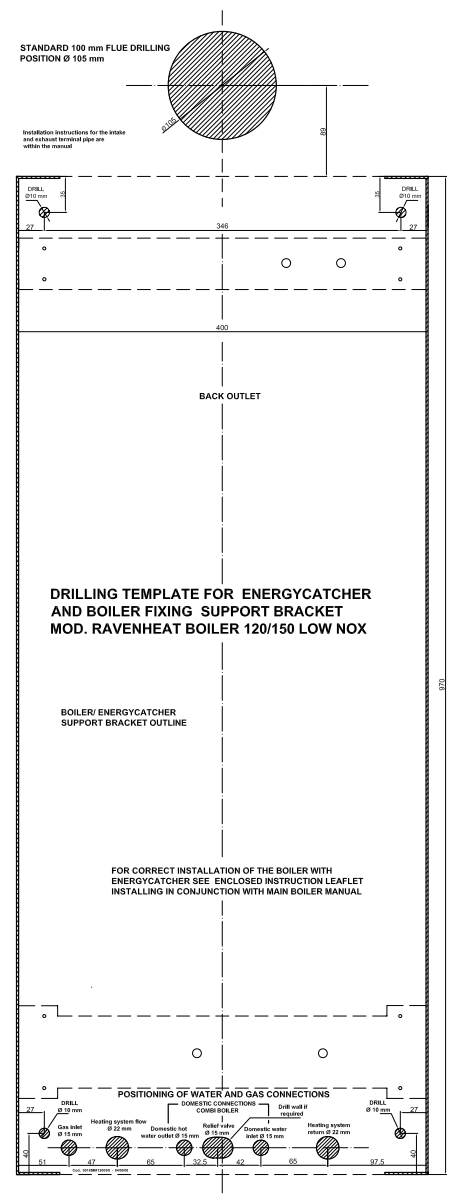 STANDARD 100 mm FLUE DRILLING
POSITION Ø 105 mm
Ø105
Installation instructions for the intake
and exhaust terminal pipe are
within the manual
89
DRILL
Ø10 mm
35
35
DRILL
Ø10 mm
27
346
27
400
BACK OUTLET
DRILLING TEMPLATE FOR ENERGYCATCHER
AND BOILER FIXING SUPPORT BRACKET
MOD. RAVENHEAT BOILER 120/150 LOW NOX
970
BOILER/ ENERGYCATCHER
SUPPORT BRACKET OUTLINE
FOR CORRECT INSTALLATION OF THE BOILER WITH
ENERGYCATCHER SEE ENCLOSED INSTRUCTION LEAFLET
INSTALLING IN CONJUNCTION WITH MAIN BOILER MANUAL
POSITIONING OF WATER AND GAS CONNECTIONS
DRILL
Ø 10 mm
27
DOMESTIC CONNECTIONS
COMBI BOILER
Drill wall if
required
DRILL
Ø 10 mm
27
Gas inlet
Ø 15 mm
Heating system flow
Ø 22 mm
Domestic hot
water outlet Ø 15 mm
Relief valve
Ø 15 mm
Domestic water
inlet Ø 15 mm
Heating system
return Ø 22 mm
40
40
51
47
65
32.5
42
65
97.5